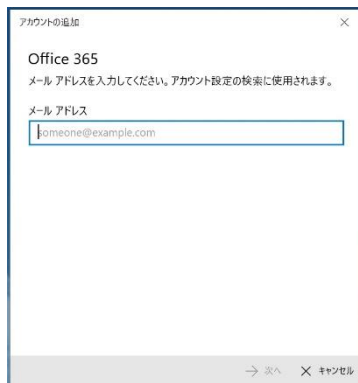 アカウントの追加
Office 365
メール アドレスを入力してください。アカウント設定の検索に使用されます。
メール アドレス
someone@example.com
次へ
キャンセル